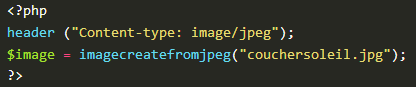 <?php
header ("Content-type: image/jpeg");
$image = imagecreatefromjpeg("couchersoleil.jpg");
?>